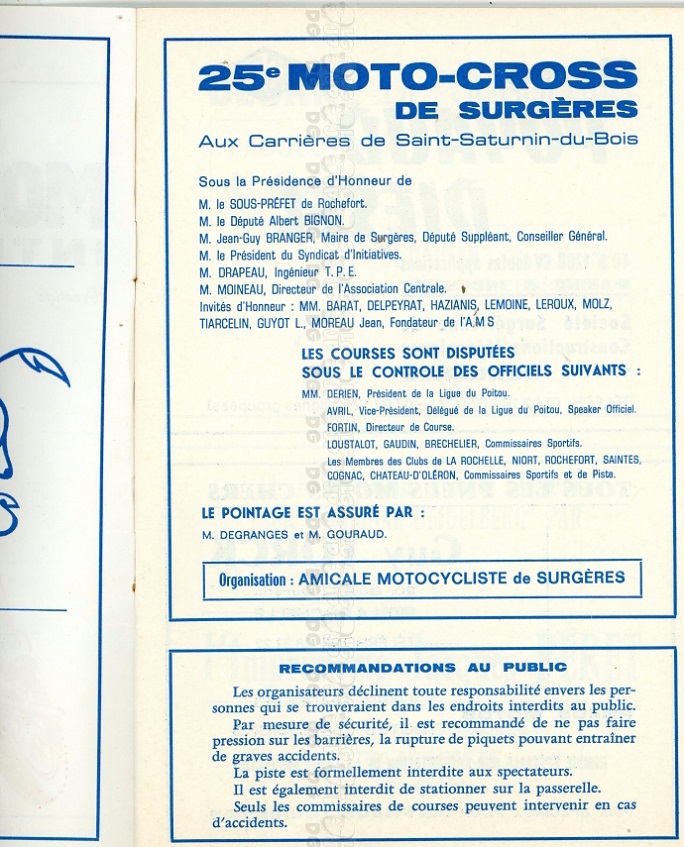 25e MOTO-CROSS
DE SURGÈRES
Aux Carrières de Saint-Saturnin-du-Bois
Sous la Présidence d'Honneur de
M. le SOUS-PRÉFET de Rochefort.
M. le Député Albert BIGNON.
M. Jean-Guy BRANGER, Maire de Surgères, Député Suppléant, Conseiller Général.
M. le Président du Syndicat d'Initiatives.
M. DRAPEAU, Ingénieur T. P. E.
M. MOINEAU, Directeur de l'Association Centrale.
Invités d'Honneur : MM. BARAT, DELPEYRAT, HAZIANIS, LEMOINE, LEROUX, MOLZ,
TIARCELIN, GUYOT L., MOREAU Jean, Fondateur de l'A.M S
LES COURSES SONT DISPUTÉES
SOUS LE CONTROLE DES OFFICIELS SUIVANTS :
MM. DERIEN, Président de la Ligue du Poitou.
AVRIL, Vice-Président, Délégué de la Ligue du Poitou, Speaker Officiel.
FORTIN, Directeur de Course.
LOUSTALOT, GAUDIN, BRECHELIER, Commissaires Sportifs.
Les Membres des Clubs de LA ROCHELLE, NIORT, ROCHEFORT, SAINTES,
COGNAC, CHATEAU-D'OLÉRON, Commissaires Sportifs et de Piste.
LE POINTAGE EST ASSURÉ PAR :
M. DEGRANGES et M. GOURAUD.
Organisation : AMICALE MOTOCYCLISTE de SURGÈRES
RECOMMANDATIONS AU PUBLIC
Les organisateurs déclinent toute responsabilité envers les per-
sonnes qui se trouveraient dans les endroits interdits au public.
Par mesure de sécurité, il est recommandé de ne pas faire
pression sur les barrières, la rupture de piquets pouvant entraîner
de graves accidents.
La piste est formellement interdite aux spectateurs.
Il est également interdit de stationner sur la passerelle.
Seuls les commissaires de courses peuvent intervenir en cas
d'accidents.